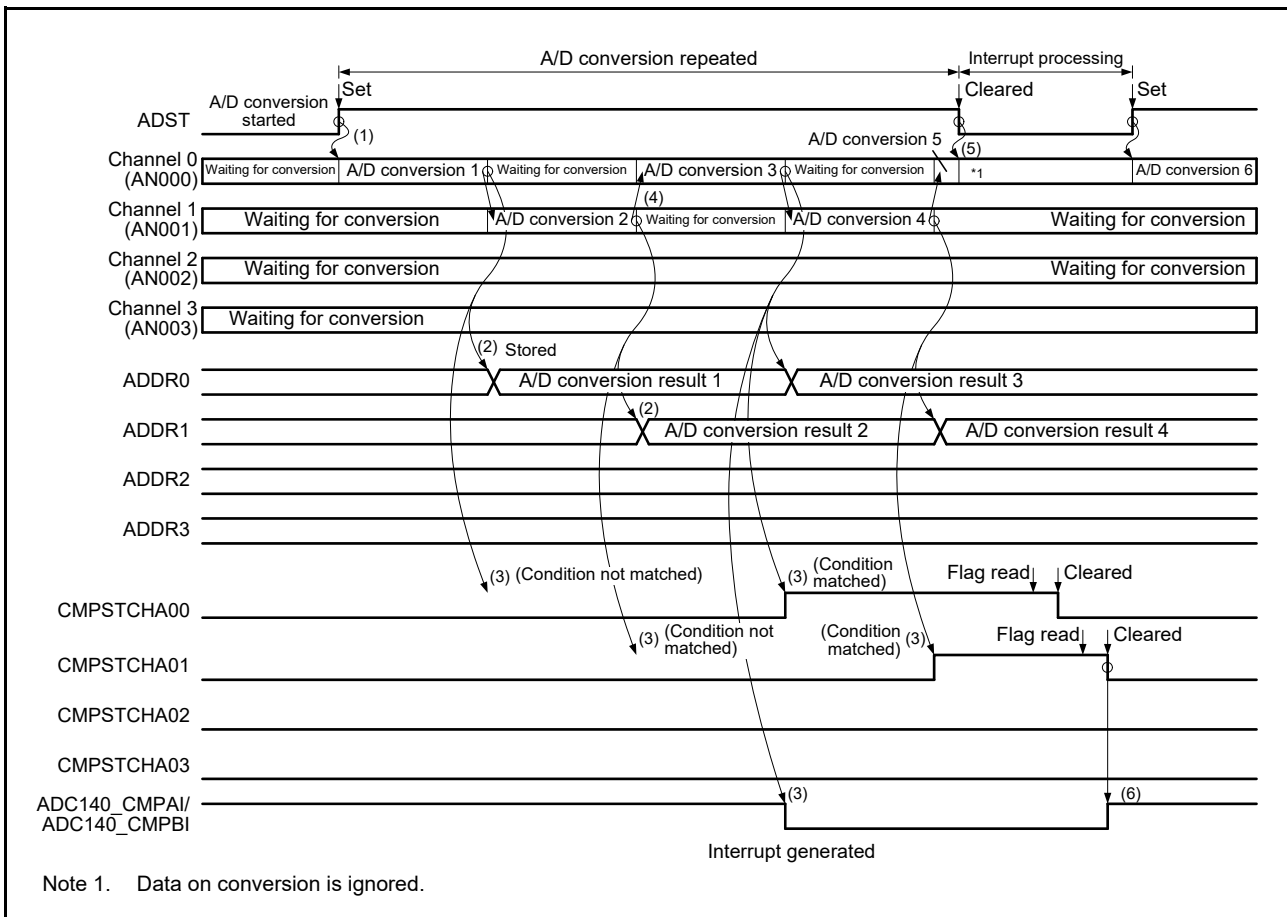 A/D conversion repeated
Interrupt processing
Set
Cleared
Set
A/D conversion
started
ADST
(1)
A/D conversion 5
(5)
Channel 0
(AN000)
Waiting for conversion
A/D conversion 1
Waiting for conversion
A/D conversion 3
Waiting for conversion
*1
A/D conversion 6
(4)
Channel 1
(AN001)
Waiting for conversion
A/D conversion 2
Waiting for conversion
A/D conversion 4
Waiting for conversion
Channel 2
(AN002)
Waiting for conversion
Waiting for conversion
Channel 3
(AN003)
Waiting for conversion
(2) Stored
ADDR0
A/D conversion result 1
A/D conversion result 3
(2)
ADDR1
A/D conversion result 2
A/D conversion result 4
ADDR2
ADDR3
(3) (Condition not matched)
(3) (Condition
matched)
Flag read
Cleared
CMPSTCHA00
(3) (Condition not
matched)
(Condition
matched) (3)
Flag read
Cleared
CMPSTCHA01
CMPSTCHA02
CMPSTCHA03
ADC140_CMPAI/
ADC140_CMPBI
(3)
(6)
Interrupt generated
Note 1. Data on conversion is ignored.